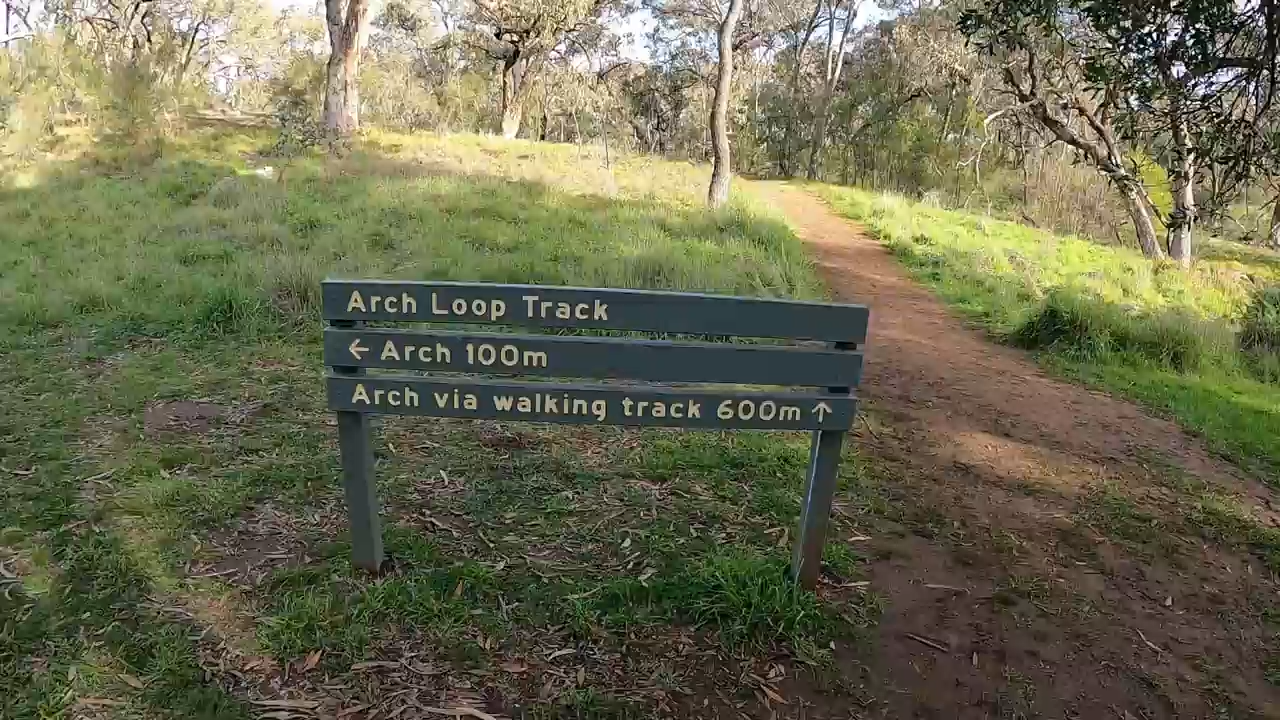 Arch Loop Track
← Arch 100m
Arch via walking track 600m ↑